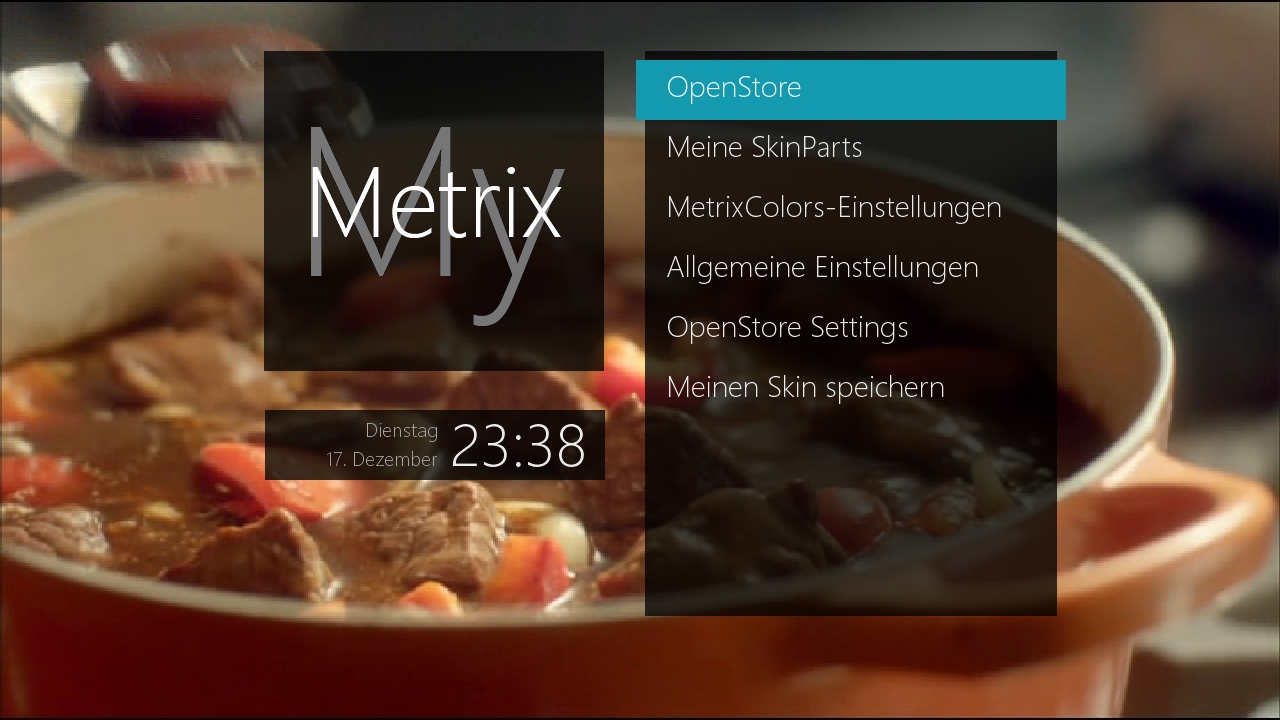 My
Metrix
Dienstag
17. Dezember
23:38
OpenStore
Meine SkinParts
MetrixColors-Einstellungen
Allgemeine Einstellungen
OpenStore Settings
Meinen Skin speichern